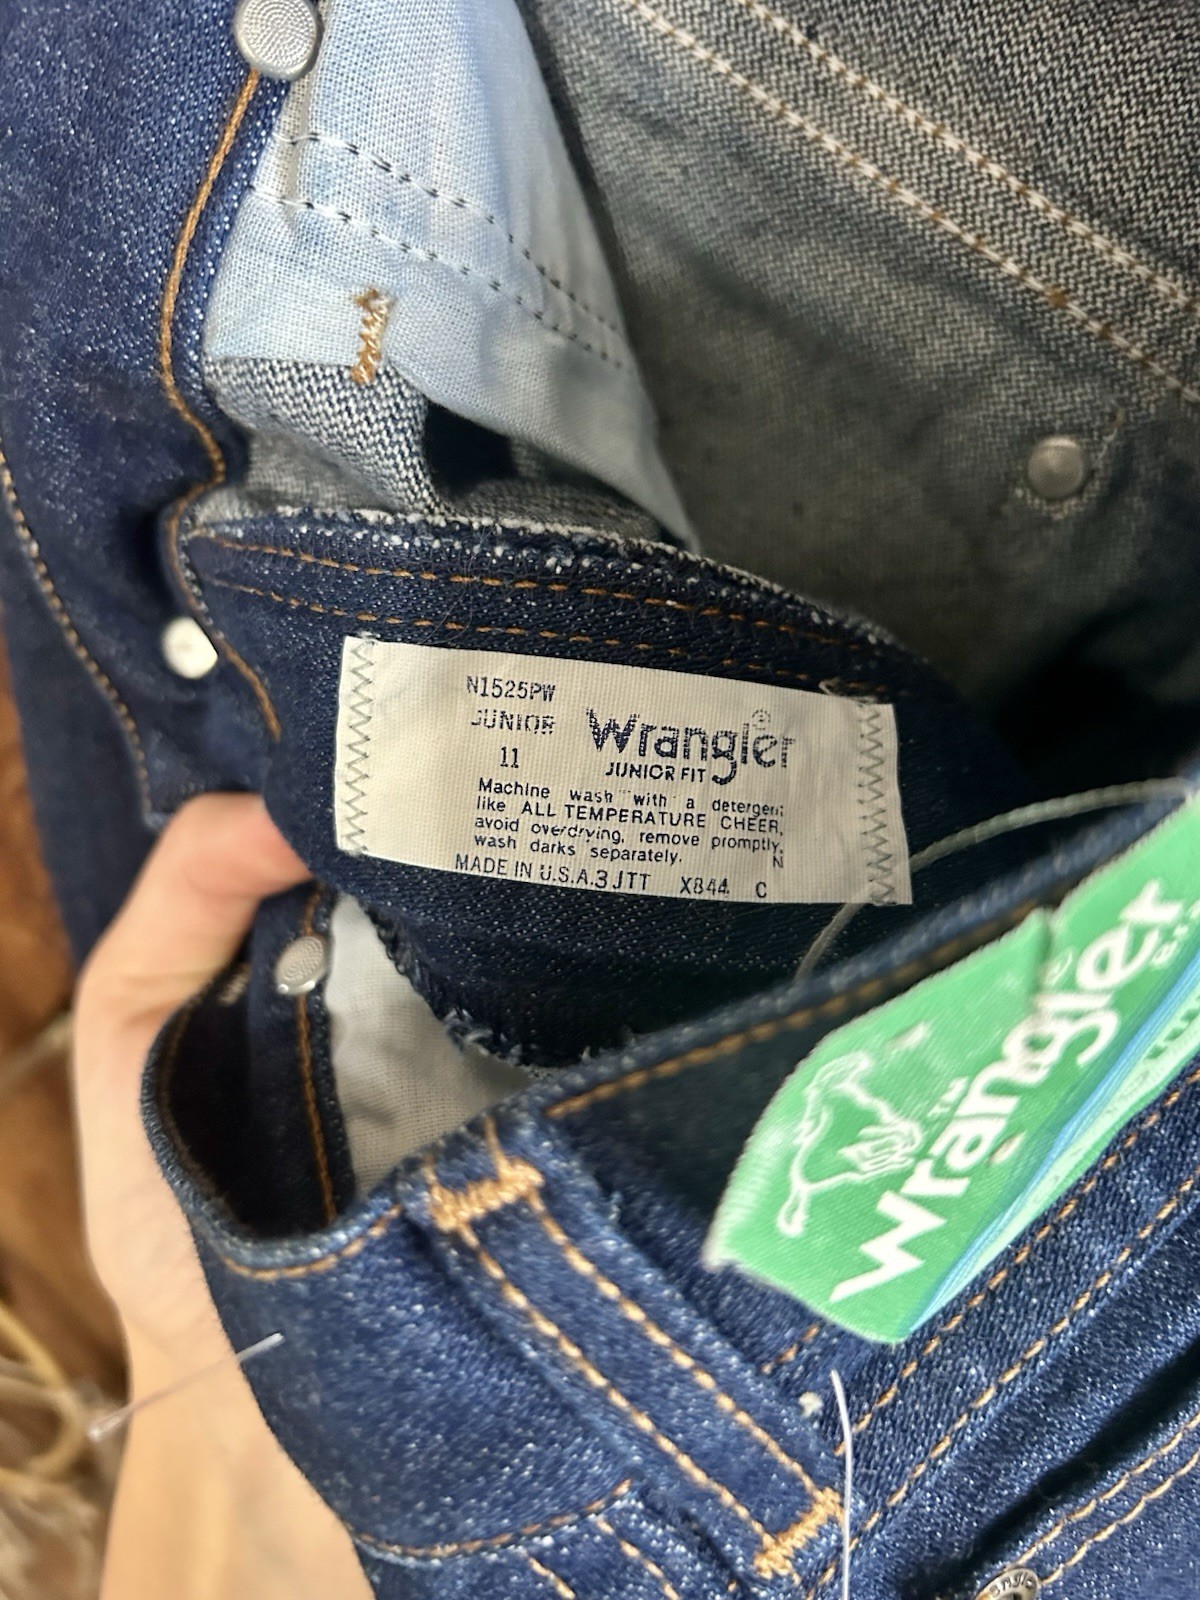 N1525PW
JUNIOR
11
Wrangler®
JUNIOR FIT
Machine wash with a detergent
like ALL TEMPERATURE CHEER,
avoid overdrying, remove promptly,
wash darks separately.
N
MADE IN U.S.A. 3 JTT X844 C
Wrangler®
™